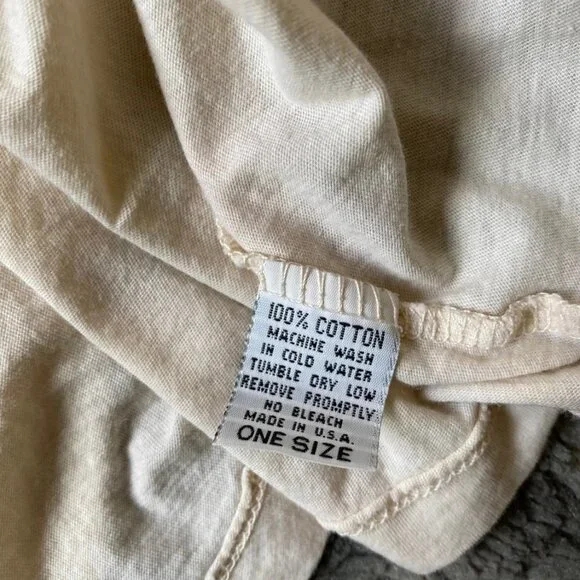 100% COTTON
MACHINE WASH
IN COLD WATER
TUMBLE DRY LOW
REMOVE PROMPTLY
NO BLEACH
MADE IN U.S.A.
ONE SIZE